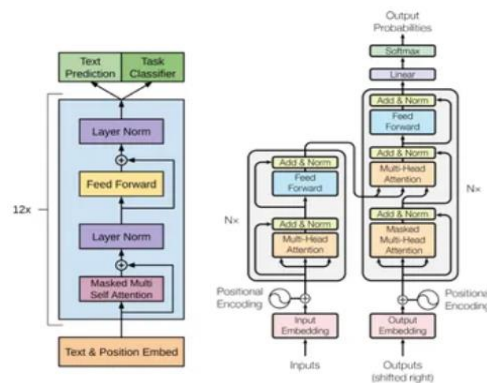 Text
Prediction
Task
Classifier
Layer Norm
Feed Forward
12x
Layer Norm
Masked Multi
Self Attention
Text & Position Embed
Output
Probabilities
Softmax
Linear
Add & Norm
Feed
Forward
Add & Norm
Multi-Head
Attention
Add & Norm
Masked
Multi-Head
Attention
N×
Positional
Encoding
Output
Embedding
Outputs
(shifted right)
Add & Norm
Feed
Forward
N×
Add & Norm
Multi-Head
Attention
Positional
Encoding
Input
Embedding
Inputs